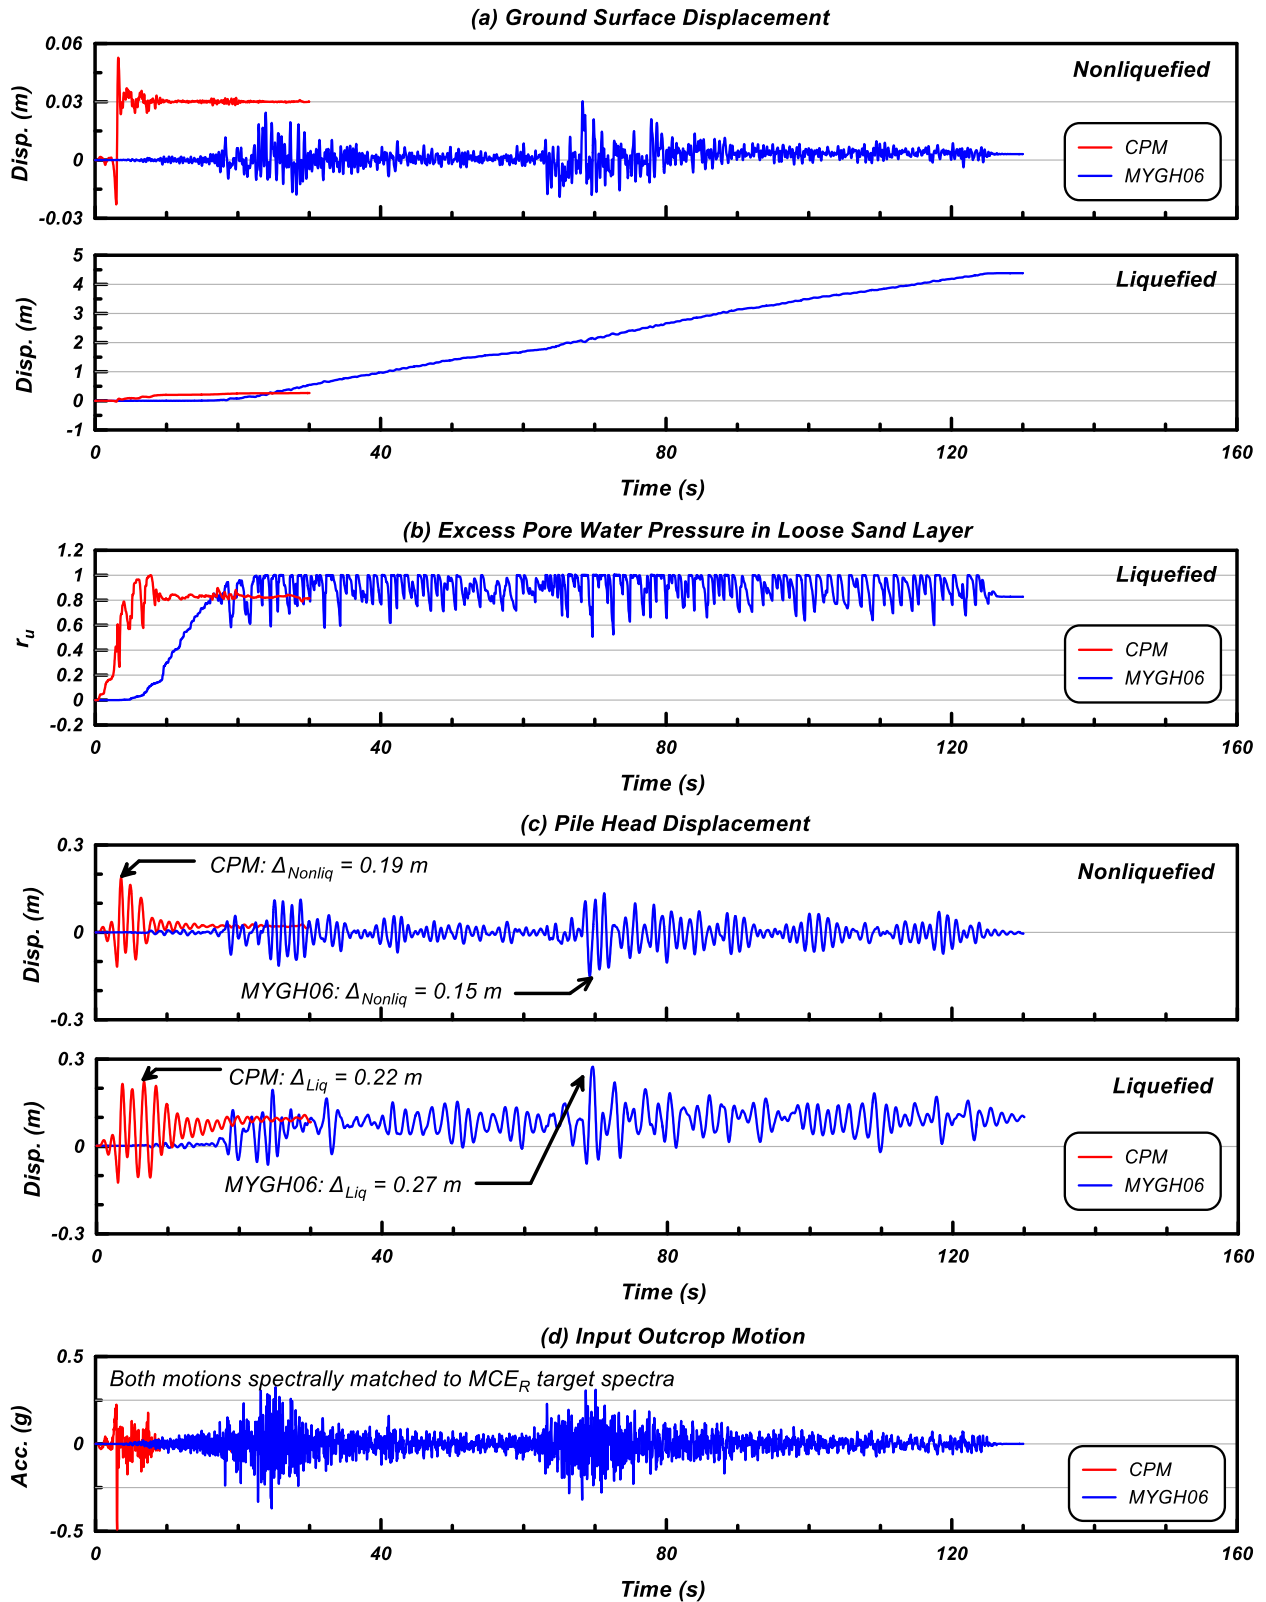 (a) Ground Surface Displacement
0.06
0.03
0
-0.03
Disp. (m)
Nonliquefied
CPM
MYGH06
5
4
3
2
1
0
-1
Disp. (m)
Liquefied
0 40 80 120 160
Time (s)
(b) Excess Pore Water Pressure in Loose Sand Layer
1.2
1
0.8
0.6
0.4
0.2
0
-0.2
r_u
Liquefied
CPM
MYGH06
0 40 80 120 160
Time (s)
(c) Pile Head Displacement
0.3
0
-0.3
Disp. (m)
CPM: Δ_Nonliq = 0.19 m
Nonliquefied
MYGH06: Δ_Nonliq = 0.15 m
0.3
0
-0.3
Disp. (m)
CPM: Δ_Liq = 0.22 m
Liquefied
MYGH06: Δ_Liq = 0.27 m
CPM
MYGH06
0 40 80 120 160
Time (s)
(d) Input Outcrop Motion
0.5
0
-0.5
Acc. (g)
Both motions spectrally matched to MCE_R target spectra
CPM
MYGH06
0 40 80 120 160
Time (s)